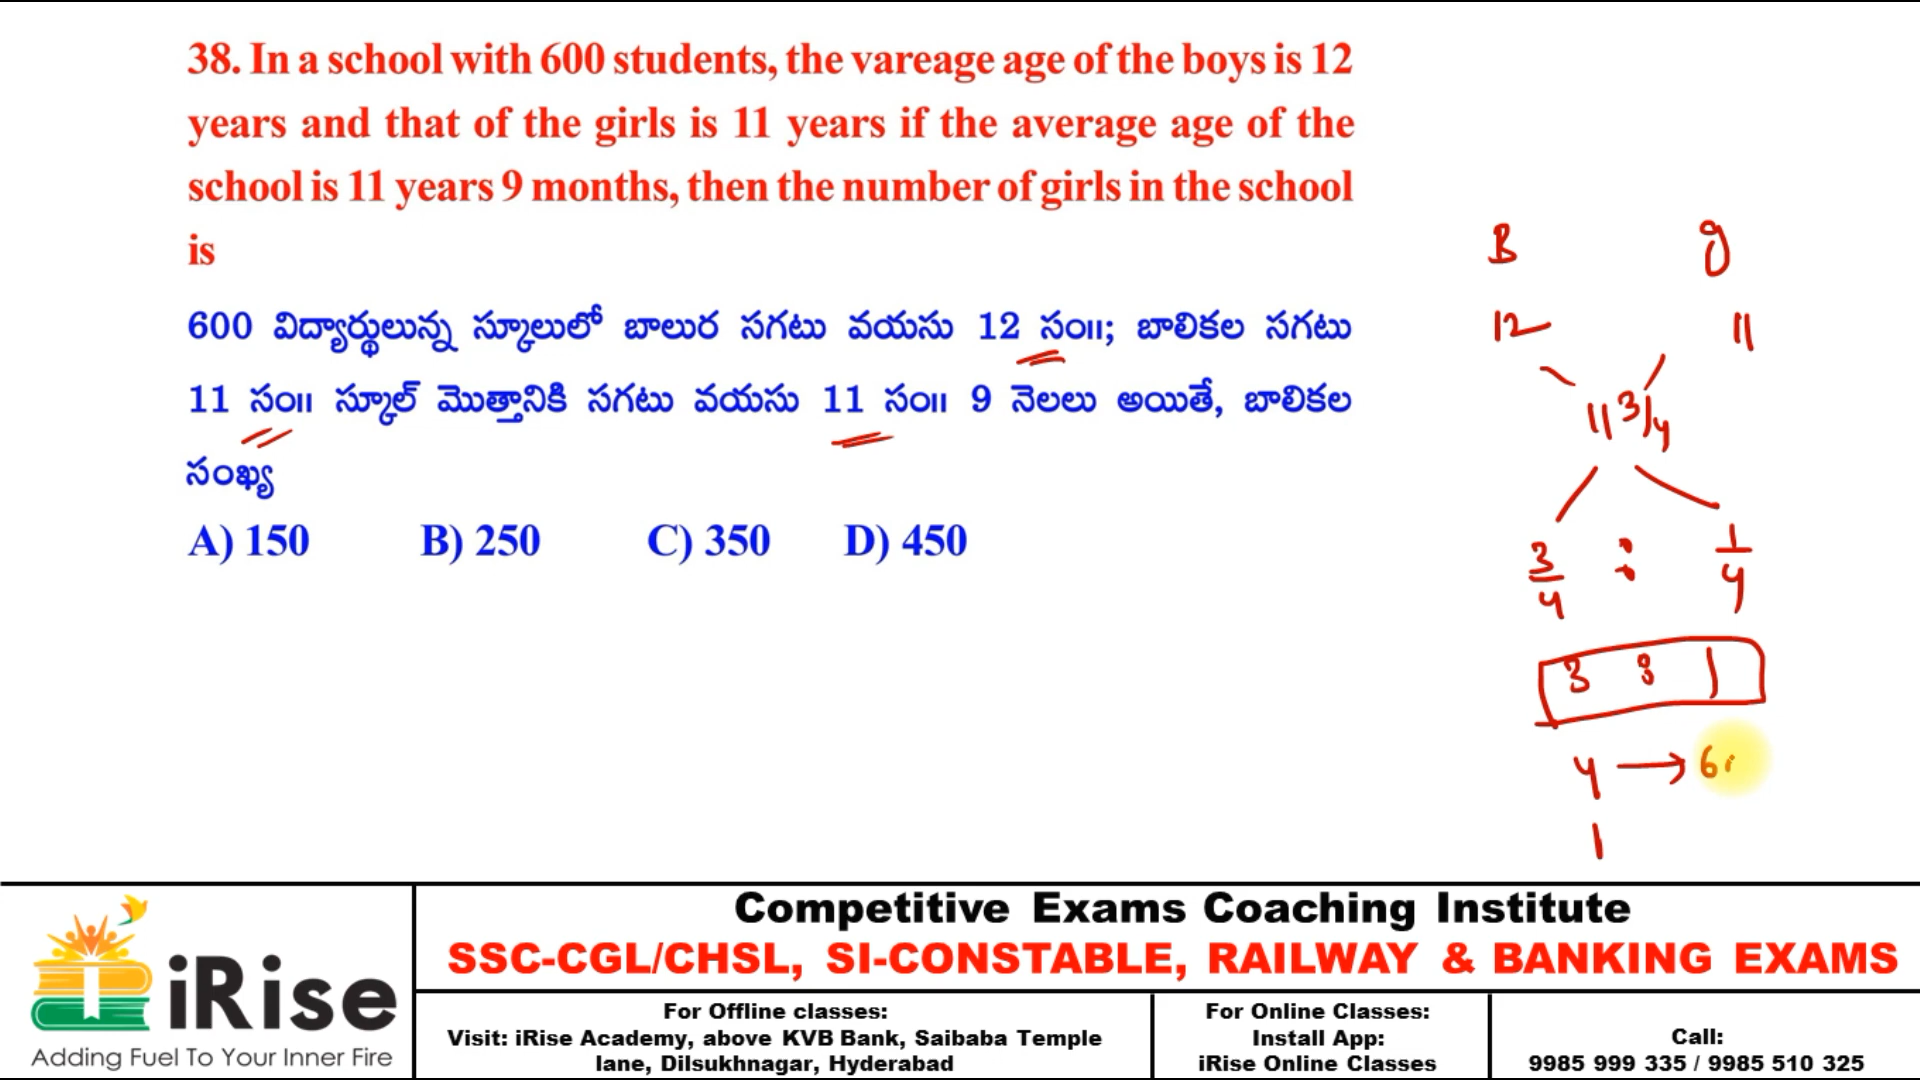 38. In a school with 600 students, the vareage age of the boys is 12
years and that of the girls is 11 years if the average age of the
school is 11 years 9 months, then the number of girls in the school
is
600 విద్యార్థులున్న స్కూలులో బాలుర సగటు వయసు 12 సం॥; బాలికల సగటు
11 సం॥ స్కూల్ మొత్తానికి సగటు వయసు 11 సం॥ 9 నెలలు అయితే, బాలికల
సంఖ్య
A) 150 B) 250 C) 350 D) 450
B g
12 11
11 3/4
3/4 : 1/4
3 : 1
4 → 60
1
iRise
Adding Fuel To Your Inner Fire
Competitive Exams Coaching Institute
SSC-CGL/CHSL, SI-CONSTABLE, RAILWAY & BANKING EXAMS
For Offline classes:
Visit: iRise Academy, above KVB Bank, Saibaba Temple
lane, Dilsukhnagar, Hyderabad
For Online Classes:
Install App:
iRise Online Classes
Call:
9985 999 335 / 9985 510 325